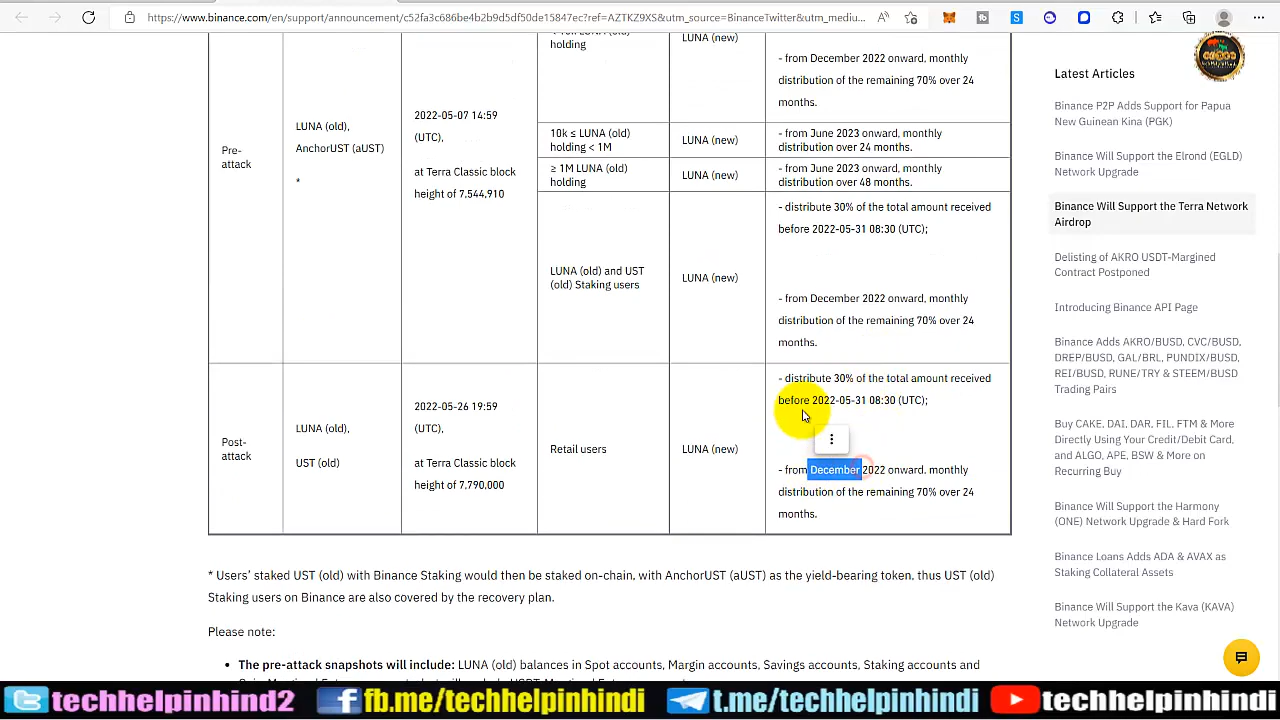 https://www.binance.com/en/support/announcement/c52fa3c686be4b2b9d5df50de15847ec?ref=AZTKZ9XS&utm_source=BinanceTwitter&utm_mediu...
holding
LUNA (new)
- from December 2022 onward, monthly
distribution of the remaining 70% over 24
months.
Pre-
attack
LUNA (old),
AnchorUST (aUST)
*
2022-05-07 14:59
(UTC),
at Terra Classic block
height of 7,544,910
10k ≤ LUNA (old)
holding < 1M
LUNA (new)
- from June 2023 onward, monthly
distribution over 24 months.
≥ 1M LUNA (old)
holding
LUNA (new)
- from June 2023 onward, monthly
distribution over 48 months.
LUNA (old) and UST
(old) Staking users
LUNA (new)
- distribute 30% of the total amount received
before 2022-05-31 08:30 (UTC);
- from December 2022 onward, monthly
distribution of the remaining 70% over 24
months.
Post-
attack
LUNA (old),
UST (old)
2022-05-26 19:59
(UTC),
at Terra Classic block
height of 7,790,000
Retail users
LUNA (new)
- distribute 30% of the total amount received
before 2022-05-31 08:30 (UTC);
- from December 2022 onward, monthly
distribution of the remaining 70% over 24
months.
* Users' staked UST (old) with Binance Staking would then be staked on-chain, with AnchorUST (aUST) as the yield-bearing token, thus UST (old)
Staking users on Binance are also covered by the recovery plan.
Please note:
• The pre-attack snapshots will include: LUNA (old) balances in Spot accounts, Margin accounts, Savings accounts, Staking accounts and
Latest Articles
Binance P2P Adds Support for Papua
New Guinean Kina (PGK)
Binance Will Support the Elrond (EGLD)
Network Upgrade
Binance Will Support the Terra Network
Airdrop
Delisting of AKRO USDT-Margined
Contract Postponed
Introducing Binance API Page
Binance Adds AKRO/BUSD, CVC/BUSD,
DREP/BUSD, GAL/BRL, PUNDIX/BUSD,
REI/BUSD, RUNE/TRY & STEEM/BUSD
Trading Pairs
Buy CAKE, DAI, DAR, FIL, FTM & More
Directly Using Your Credit/Debit Card,
and ALGO, APE, BSW & More on
Recurring Buy
Binance Will Support the Harmony
(ONE) Network Upgrade & Hard Fork
Binance Loans Adds ADA & AVAX as
Staking Collateral Assets
Binance Will Support the Kava (KAVA)
Network Upgrade
techhelpinhind2
fb.me/techhelpinhindi
t.me/techhelpinhindi
techhelpinhindi